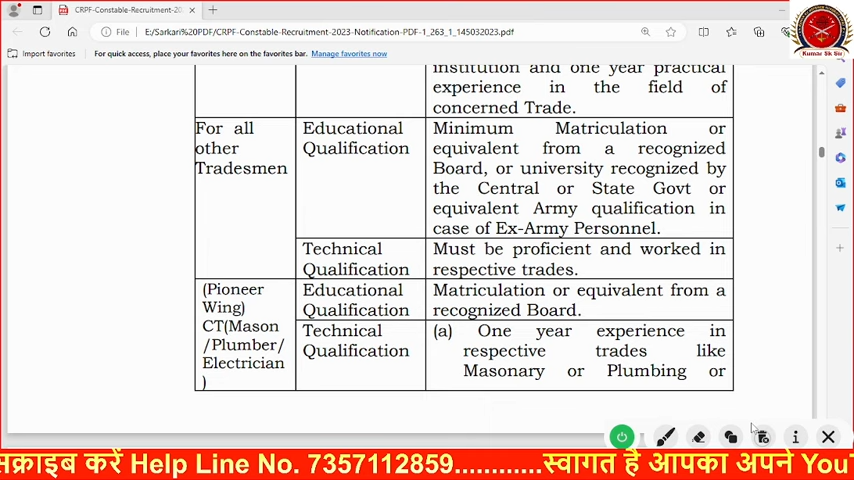 CRPF-Constable-Recruitment-20
File
E:/Sarkari%20PDF/CRPF-Constable-Recruitment-2023-Notification-PDF-1_263_1_145032023.pdf
Import favorites
For quick access, place your favorites here on the favorites bar.
Manage favorites now
Kumar Sk Sir
institution and one year practical
experience in the field of
concerned Trade.
For all
other
Tradesmen
Educational
Qualification
Minimum Matriculation or
equivalent from a recognized
Board, or university recognized by
the Central or State Govt or
equivalent Army qualification in
case of Ex-Army Personnel.
Technical
Qualification
Must be proficient and worked in
respective trades.
(Pioneer
Wing)
CT(Mason
/Plumber/
Electrician
)
Educational
Qualification
Matriculation or equivalent from a
recognized Board.
Technical
Qualification
(a) One year experience in
respective trades like
Masonary or Plumbing or
सक्राइब करें Help Line No. 7357112859............स्वागत है आपका अपने You